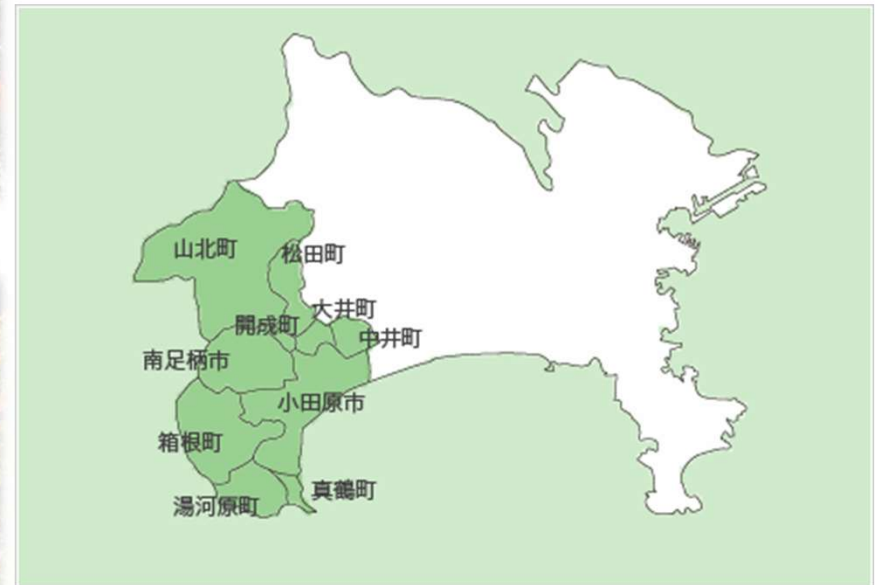 山北町
松田町
大井町
開成町
中井町
南足柄市
小田原市
箱根町
真鶴町
湯河原町